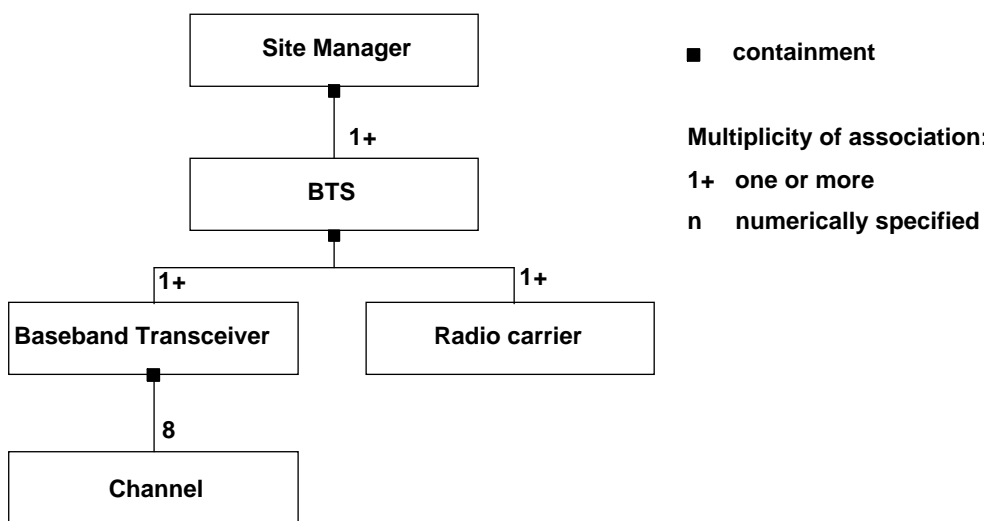 Site Manager
containment
1+
Multiplicity of association:
BTS
1+ one or more
n numerically specified
1+
1+
Baseband Transceiver
Radio carrier
8
Channel